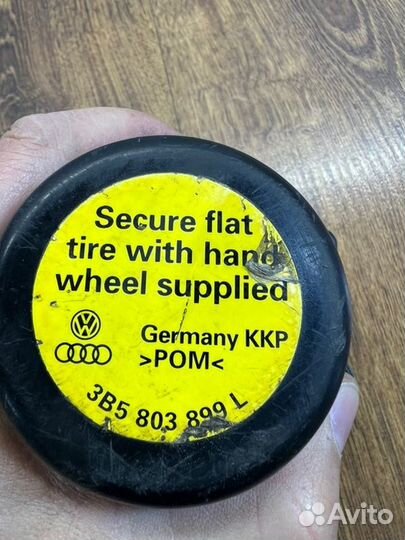 Secure flat
tire with hand
wheel supplied
Germany KKP
>POM<
3B5 803 899 L
Avito